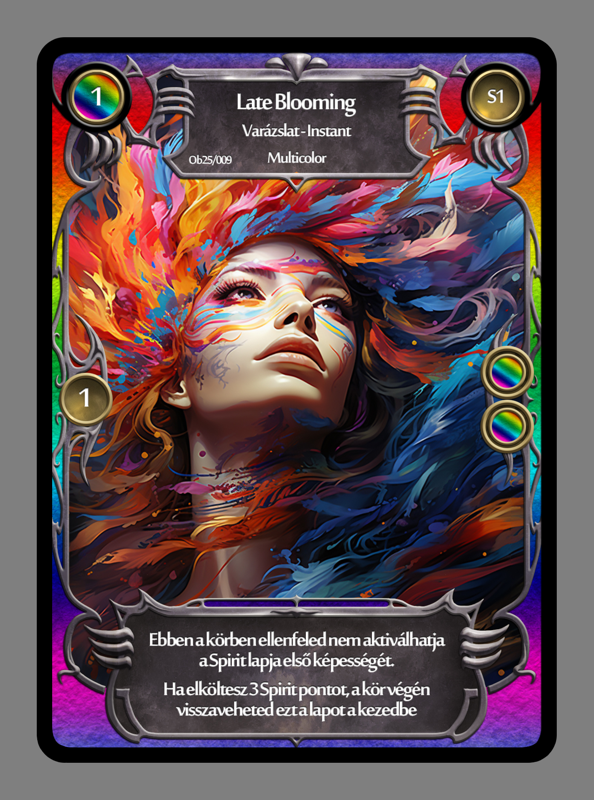 1
S1
Late Blooming
Varázslat - Instant
Ob25/009 Multicolor
1
Ebben a körben ellenfeled nem aktiválhatja
a Spirit lapja első képességét.
Ha elköltesz 3 Spirit pontot, a kör végén
visszaveheted ezt a lapot a kezedbe